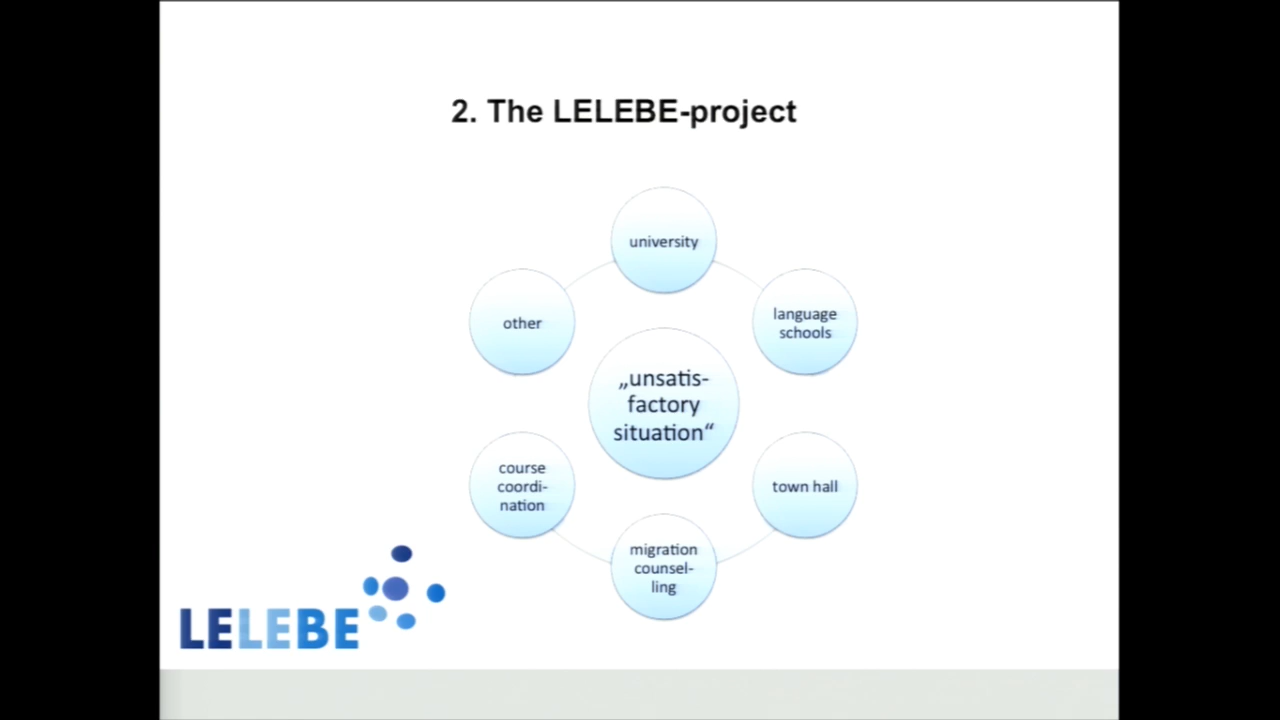 2. The LELEBE-project
university
other
language
schools
„unsatis-
factory
situation“
course
coordi-
nation
town hall
migration
counsel-
ling
LELEBE